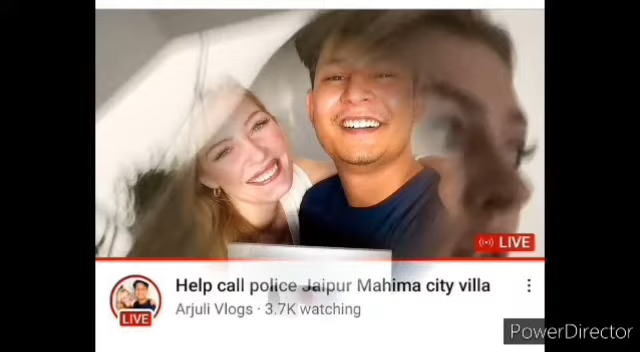 LIVE
Help call police Jaipur Mahima city villa
LIVE
Arjuli Vlogs · 3.7K watching
PowerDirector